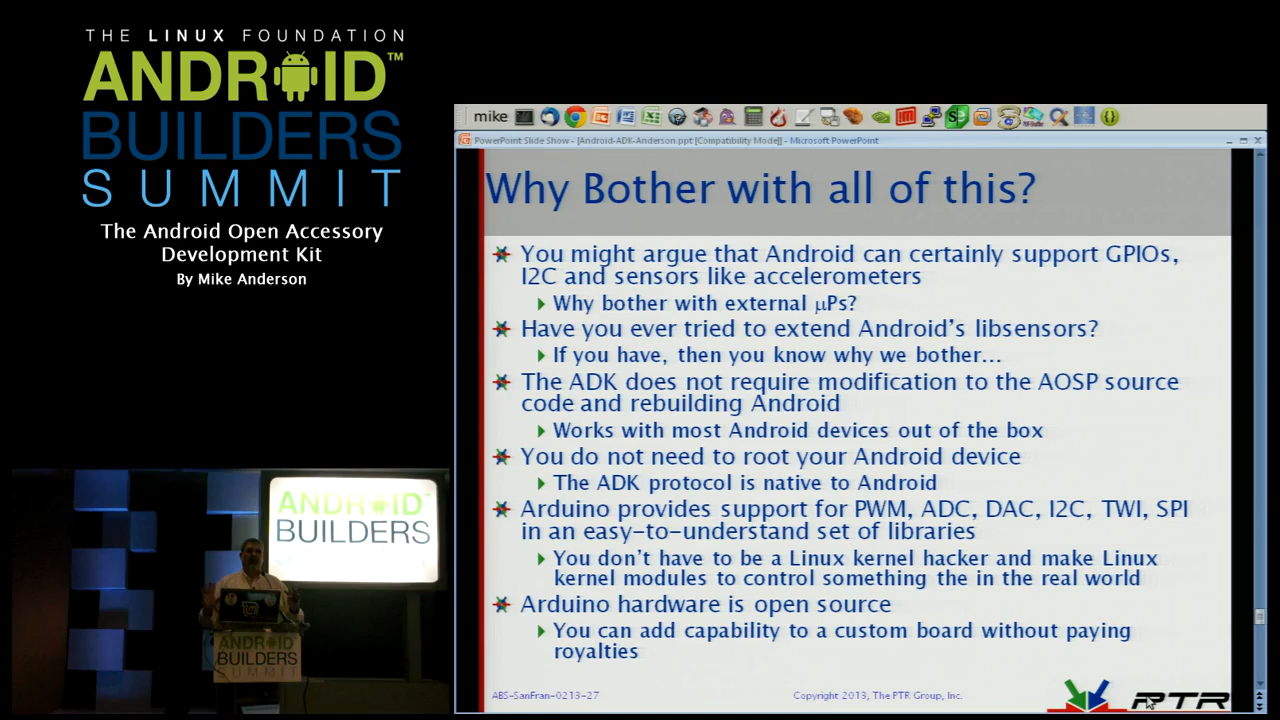 THE LINUX FOUNDATION
ANDROID™
BUILDERS
SUMMIT
The Android Open Accessory
Development Kit
By Mike Anderson
mike
PowerPoint Slide Show - [Android-ADK-Anderson.ppt [Compatibility Mode]] - Microsoft PowerPoint
Why Bother with all of this?
You might argue that Android can certainly support GPIOs,
I2C and sensors like accelerometers
Why bother with external μPs?
Have you ever tried to extend Android's libsensors?
If you have, then you know why we bother...
The ADK does not require modification to the AOSP source
code and rebuilding Android
Works with most Android devices out of the box
You do not need to root your Android device
The ADK protocol is native to Android
Arduino provides support for PWM, ADC, DAC, I2C, TWI, SPI
in an easy-to-understand set of libraries
You don't have to be a Linux kernel hacker and make Linux
kernel modules to control something the in the real world
Arduino hardware is open source
You can add capability to a custom board without paying
royalties
ABS-SanFran-0213-27
Copyright 2013, The PTR Group, Inc.
PTR
ANDROID™
BUILDERS
ANDROID
BUILDERS
SUMMIT